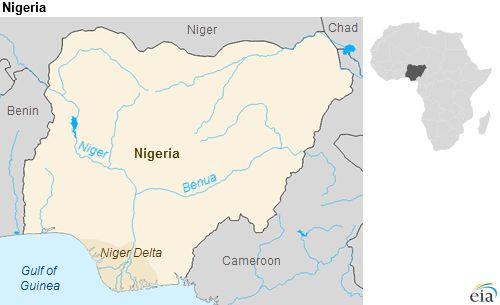 Nigeria
Niger
Chad
Benin
Niger
Nigeria
Benua
Niger Delta
Gulf of
Guinea
Cameroon
eia